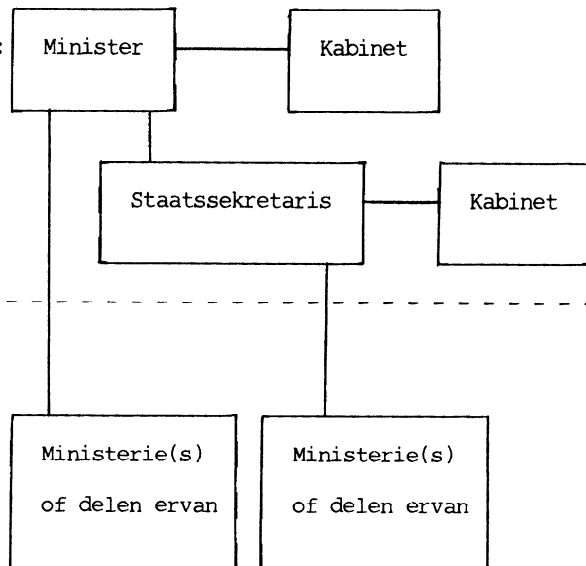 : Minister Kabinet
Staatssekretaris Kabinet
Ministerie(s) Ministerie(s)
of delen ervan of delen ervan